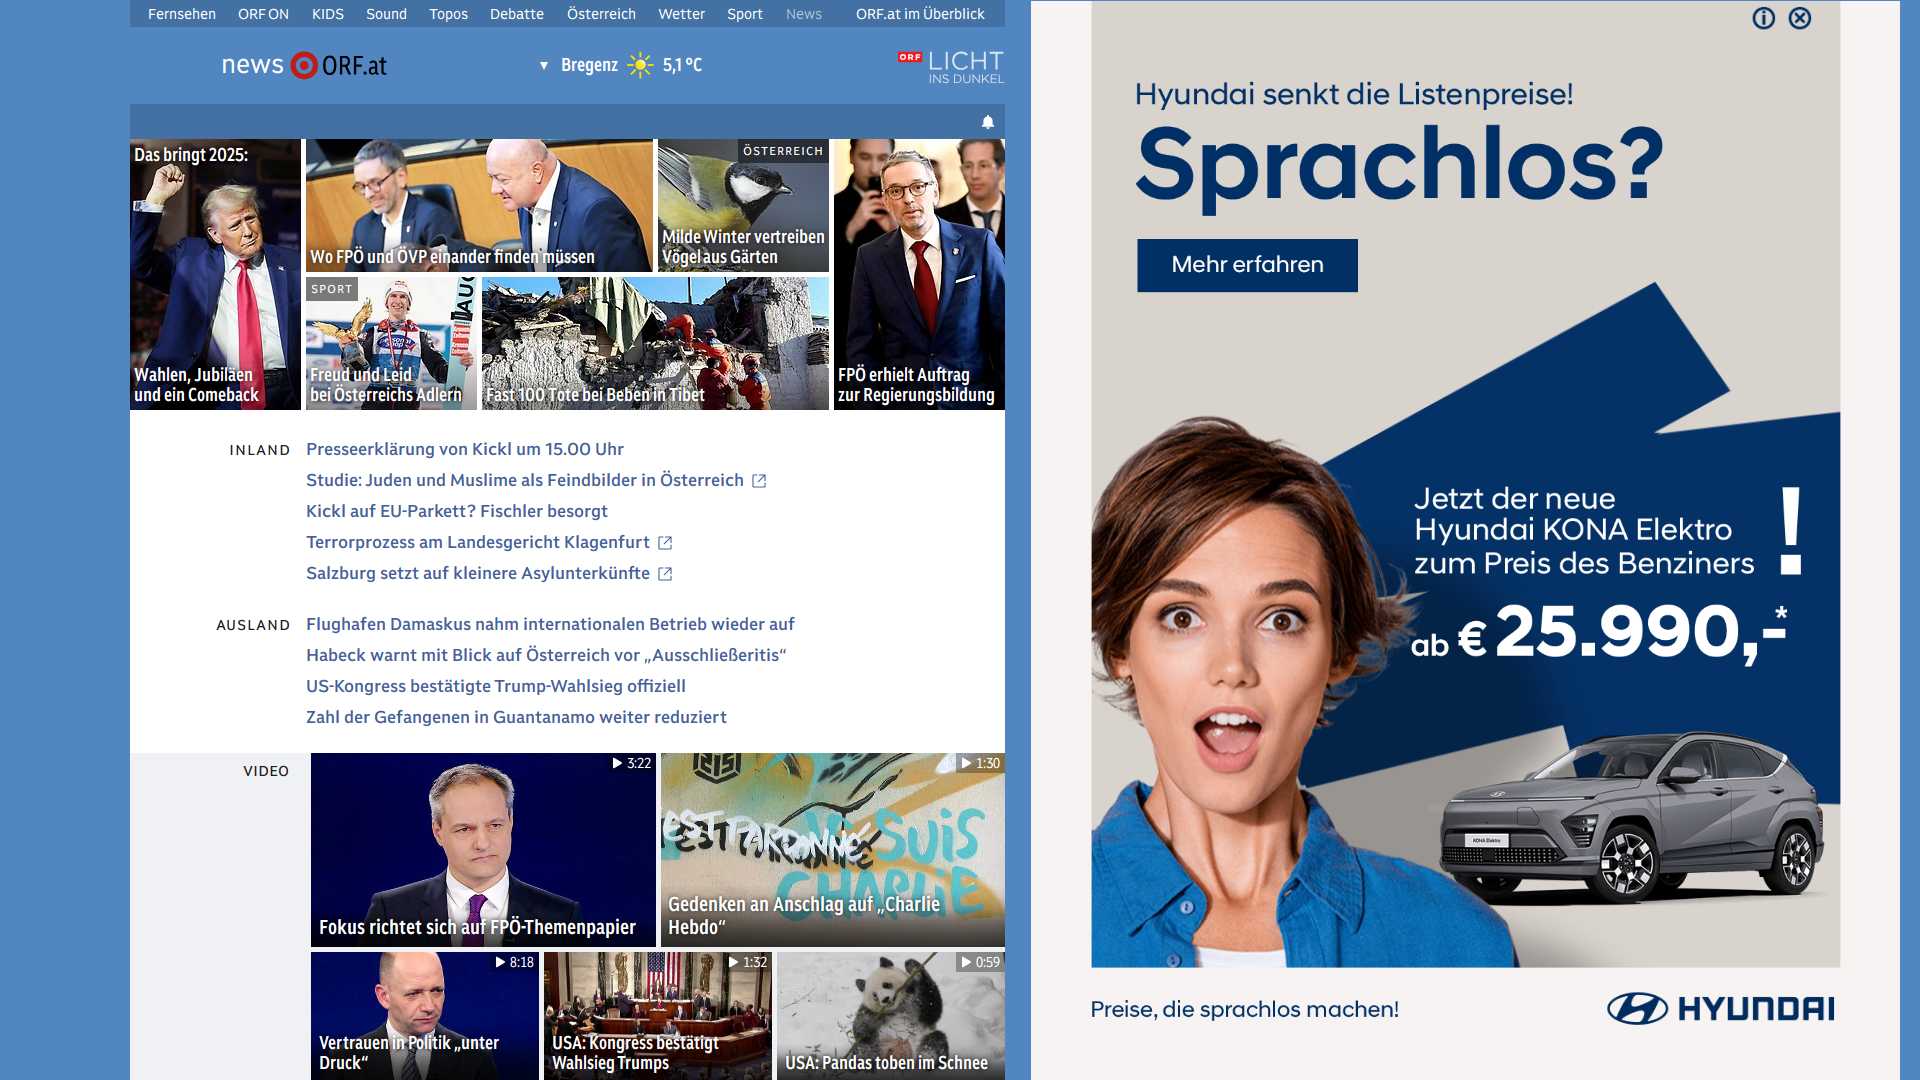 Fernsehen ORF ON KIDS Sound Topos Debatte Österreich Wetter Sport News ORF.at im Überblick
news ORF.at
Bregenz 5,1 °C
ORF LICHT
INS DUNKEL
Das bringt 2025:
Wahlen, Jubiläen
und ein Comeback
Wo FPÖ und ÖVP einander finden müssen
ÖSTERREICH
Milde Winter vertreiben
Vögel aus Gärten
SPORT
Freud und Leid
bei Österreichs Adlern
Fast 100 Tote bei Beben in Tibet
FPÖ erhielt Auftrag
zur Regierungsbildung
INLAND
Presseerklärung von Kickl um 15.00 Uhr
Studie: Juden und Muslime als Feindbilder in Österreich
Kickl auf EU-Parkett? Fischler besorgt
Terrorprozess am Landesgericht Klagenfurt
Salzburg setzt auf kleinere Asylunterkünfte
AUSLAND
Flughafen Damaskus nahm internationalen Betrieb wieder auf
Habeck warnt mit Blick auf Österreich vor „Ausschließeritis“
US-Kongress bestätigte Trump-Wahlsieg offiziell
Zahl der Gefangenen in Guantanamo weiter reduziert
VIDEO
3:22
Fokus richtet sich auf FPÖ-Themenpapier
1:30
EST PARDONNÉ
SUIS
CHARLIE
Gedenken an Anschlag auf „Charlie
Hebdo“
8:18
Vertrauen in Politik „unter
Druck“
1:32
USA: Kongress bestätigt
Wahlsieg Trumps
0:59
USA: Pandas toben im Schnee
Hyundai senkt die Listenpreise!
Sprachlos?
Mehr erfahren
Jetzt der neue
Hyundai KONA Elektro
zum Preis des Benziners !
ab € 25.990,-*
KONA Elektro
Preise, die sprachlos machen!
HYUNDAI